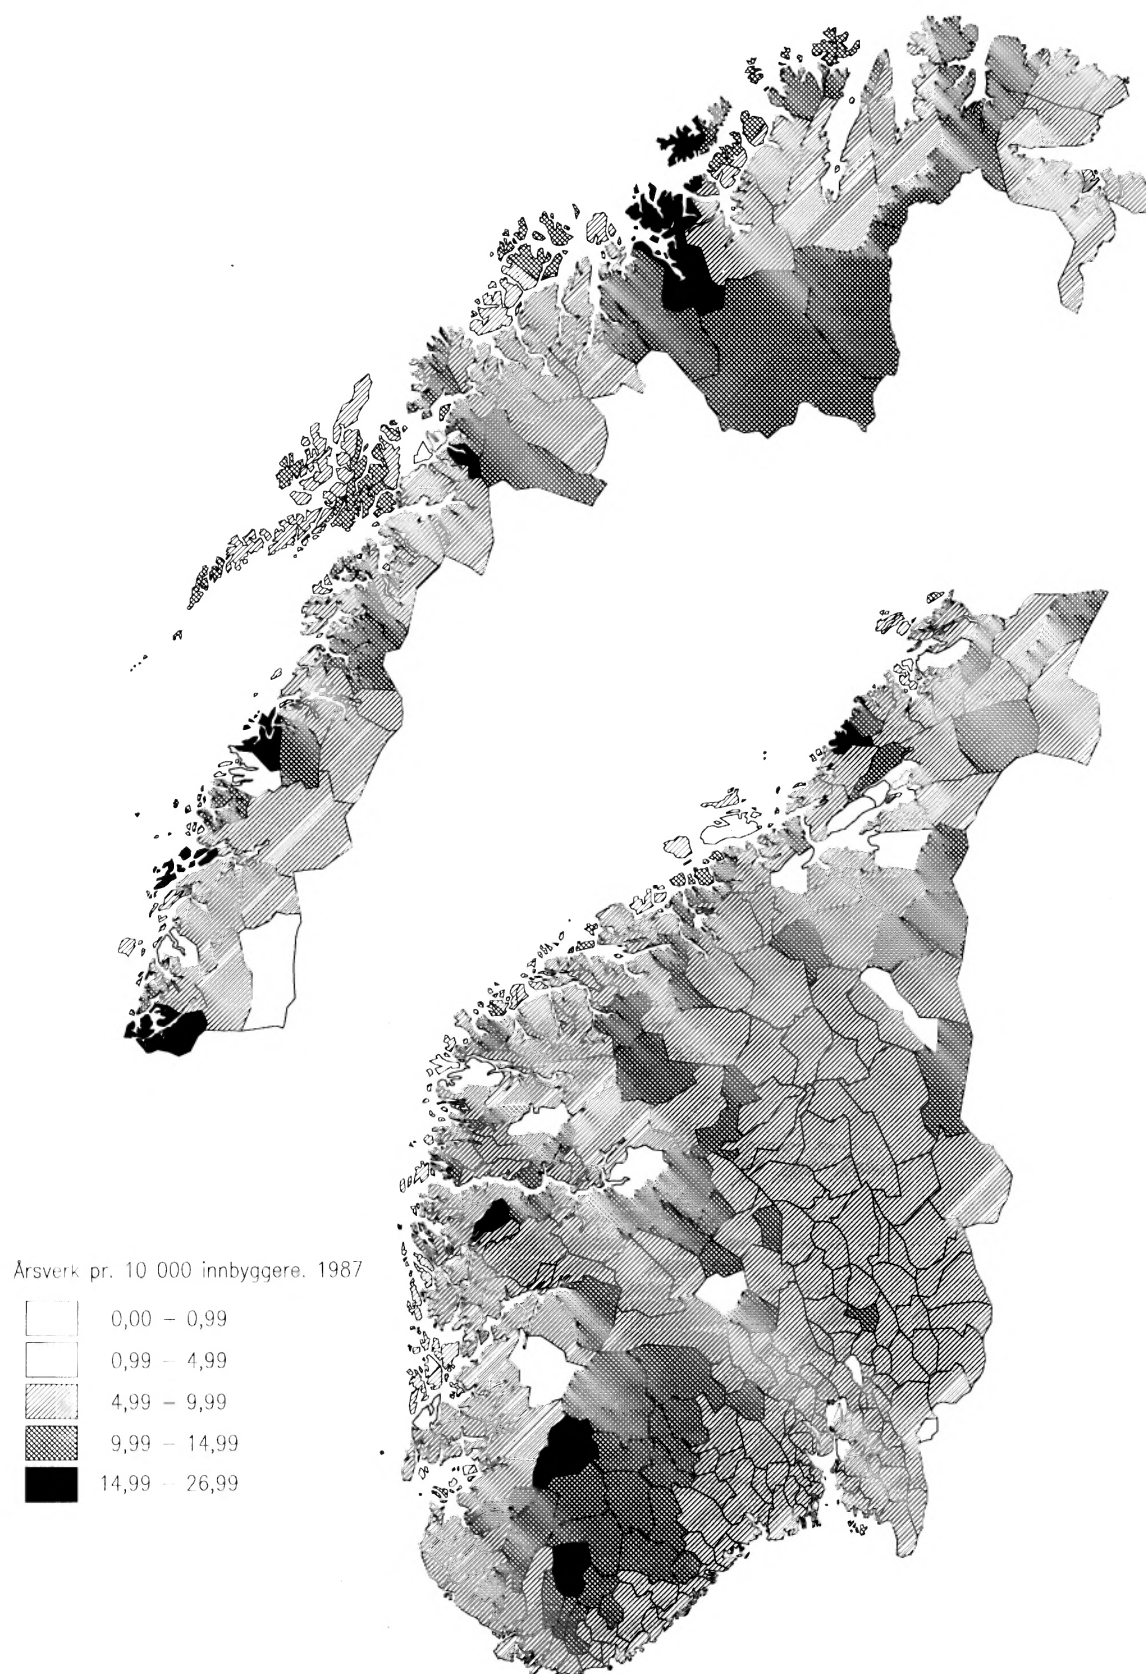 Årsverk pr. 10 000 innbyggere. 1987
0,00 – 0,99
0,99 – 4,99
4,99 – 9,99
9,99 – 14,99
14,99 – 26,99